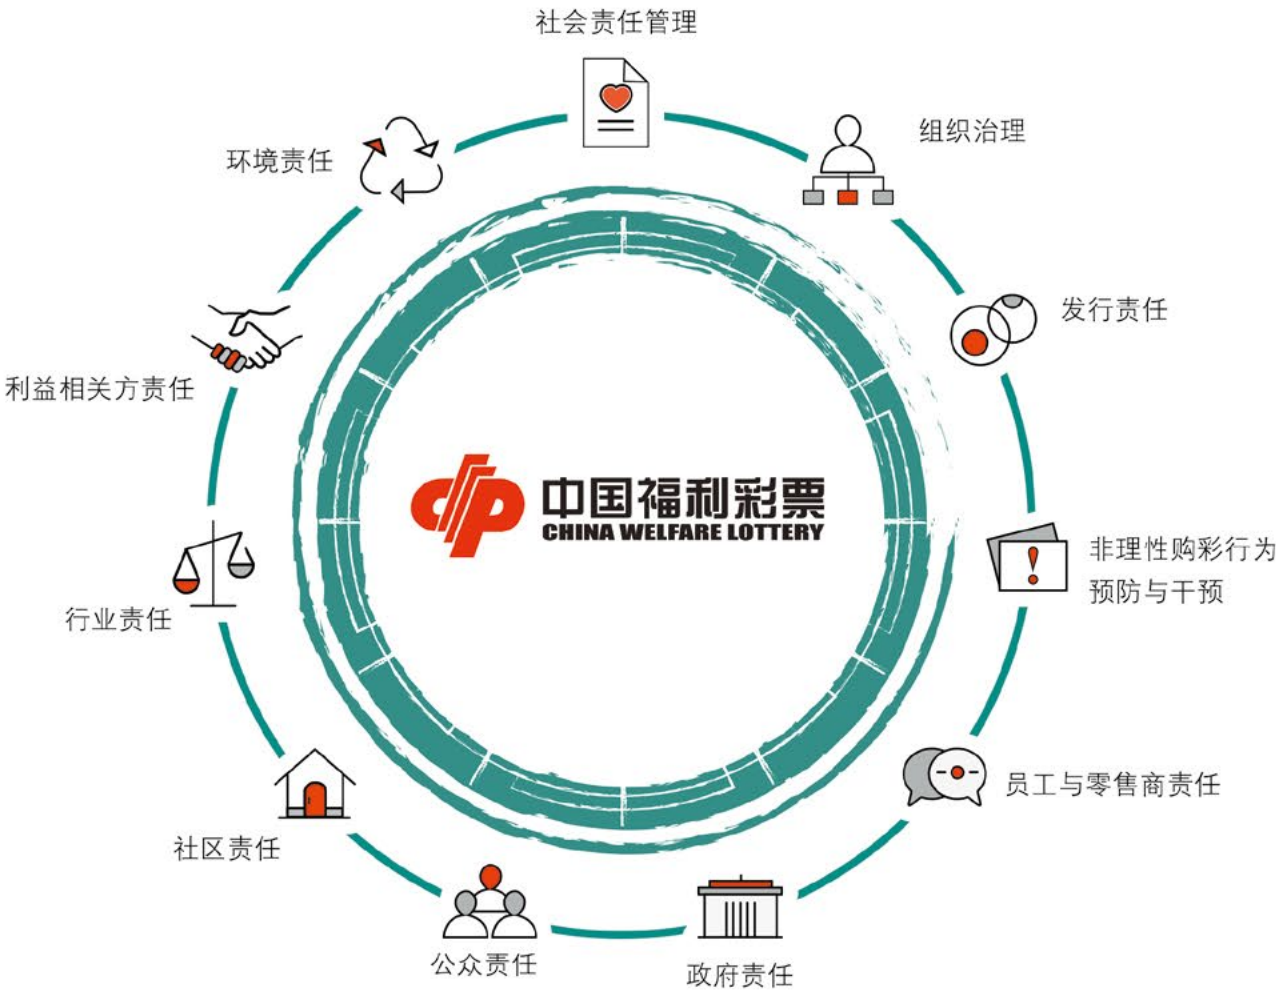 社会责任管理
组织治理
环境责任
发行责任
利益相关方责任
中国福利彩票
CHINA WELFARE LOTTERY
非理性购彩行为
预防与干预
行业责任
员工与零售商责任
社区责任
公众责任
政府责任